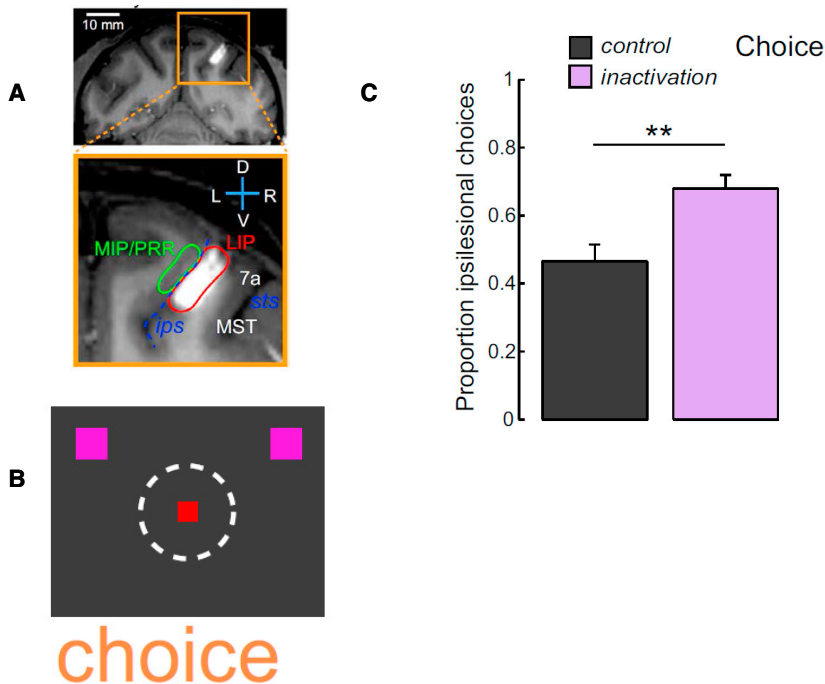 A
10 mm
D
L R
V
MIP/PRR LIP
7a
sts
ips MST
B
choice
C
control
inactivation
Choice
Proportion ipsilesional choices
1
0.8
0.6
0.4
0.2
0
**